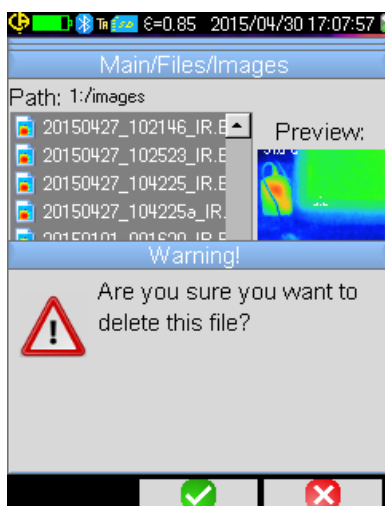 TA ε=0.85 2015/04/30 17:07:57
Main/Files/Images
Path: 1:/images
20150427_102146_IR.B
Preview:
20150427_102523_IR.B
20150427_104225_IR.B
20150427_104225a_IR.
Warning!
Are you sure you want to
delete this file?